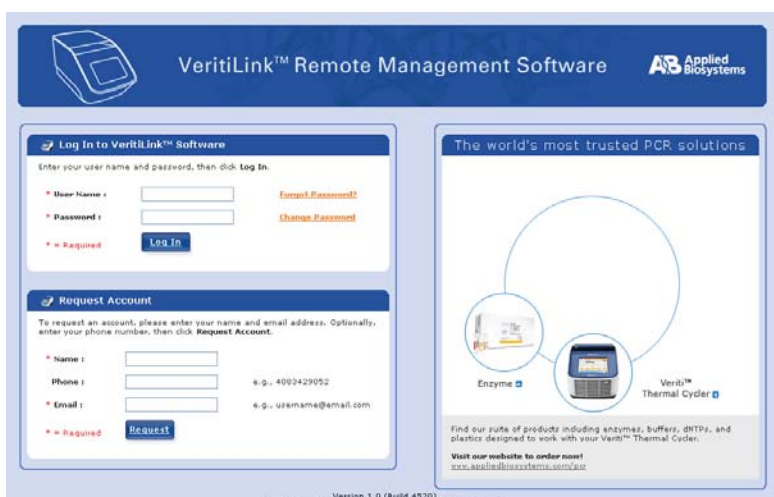 VeritiLink™ Remote Management Software
Applied
Biosystems
Log In to VeritiLink™ Software
Enter your user name and password, then click Log In.
* User Name :
Forgot Password?
* Password :
Change Password
* = Required
Log In
Request Account
To request an account, please enter your name and email address. Optionally,
enter your phone number, then click Request Account.
* Name :
Phone :
e.g., 4083429052
* Email :
e.g., username@email.com
* = Required
Request
The world's most trusted PCR solutions
Enzyme
Veriti™
Thermal Cycler
Find our suite of products including enzymes, buffers, dNTPs, and
plastics designed to work with your Veriti™ Thermal Cycler.
Visit our website to order now!
www.appliedbiosystems.com/pcr
Version 1.0 (Build 4520)